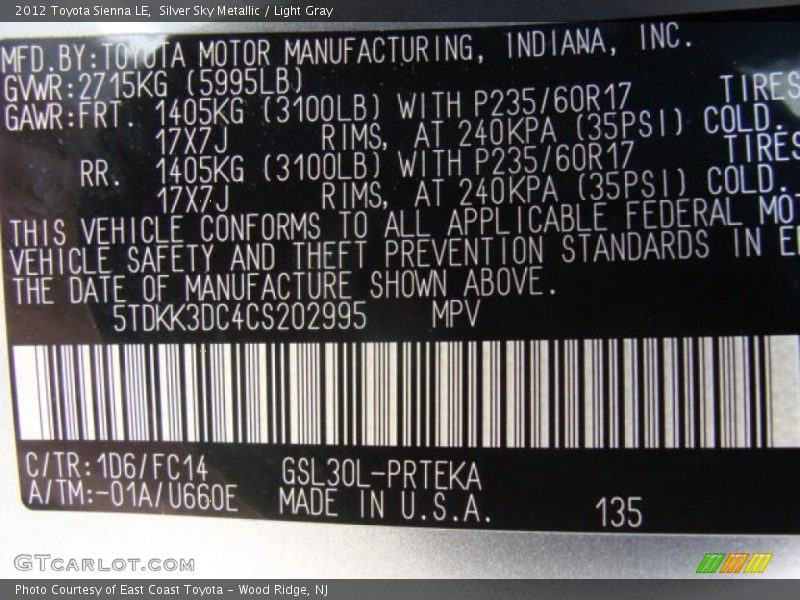 2012 Toyota Sienna LE, Silver Sky Metallic / Light Gray
MFD.BY:TOYOTA MOTOR MANUFACTURING, INDIANA, INC.
GVWR:2715KG (5995LB)
GAWR:FRT. 1405KG (3100LB) WITH P235/60R17 TIRES
17X7J RIMS, AT 240KPA (35PSI) COLD.
RR. 1405KG (3100LB) WITH P235/60R17 TIRES
17X7J RIMS, AT 240KPA (35PSI) COLD.
THIS VEHICLE CONFORMS TO ALL APPLICABLE FEDERAL MOT
VEHICLE SAFETY AND THEFT PREVENTION STANDARDS IN E
THE DATE OF MANUFACTURE SHOWN ABOVE.
5TDKK3DC4CS202995 MPV
C/TR:1D6/FC14 GSL30L-PRTEKA
A/TM:-01A/U660E MADE IN U.S.A. 135
GTCARLOT.COM
Photo Courtesy of East Coast Toyota - Wood Ridge, NJ